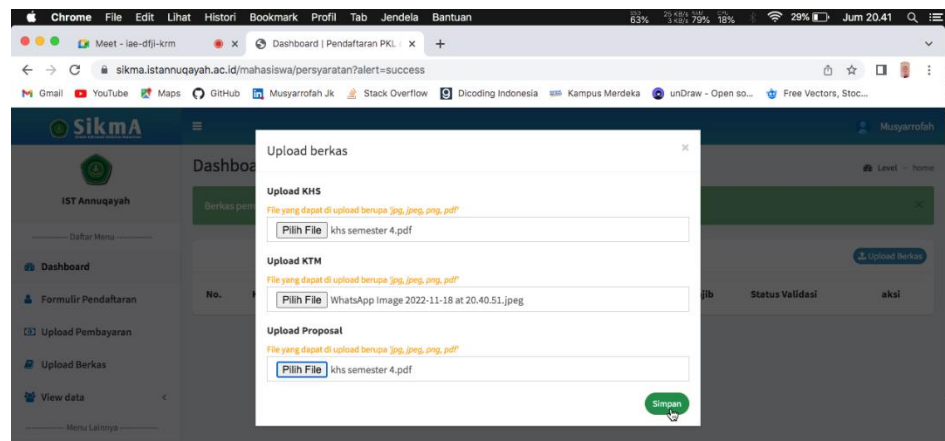 Chrome File Edit Lihat Histori Bookmark Profil Tab Jendela Bantuan 63% 79% 18% 29% Jum 20.41
Meet - iae-dfji-krm Dashboard | Pendaftaran PKL
sikma.istannuqayah.ac.id/mahasiswa/persyaratan?alert=success
Gmail YouTube Maps GitHub Musyarrofah Jk Stack Overflow Dicoding Indonesia Kampus Merdeka unDraw - Open so... Free Vectors, Stoc...
SikmA Musyarrofah
Upload berkas
Dashboa Level home
IST Annuqayah
Upload KHS
Berkas pem
File yang dapat di upload berupa 'jpg, jpeg, png, pdf'
Pilih File khs semester 4.pdf
Daftar Menu
Upload KTM
Upload Berkas
Dashboard
File yang dapat di upload berupa 'jpg, jpeg, png, pdf'
No. jib Status Validasi aksi
Formulir Pendaftaran
Pilih File WhatsApp Image 2022-11-18 at 20.40.51.jpeg
Upload Pembayaran
Upload Proposal
File yang dapat di upload berupa 'jpg, jpeg, png, pdf'
Upload Berkas
Pilih File khs semester 4.pdf
View data
Simpan
Menu Lainnya